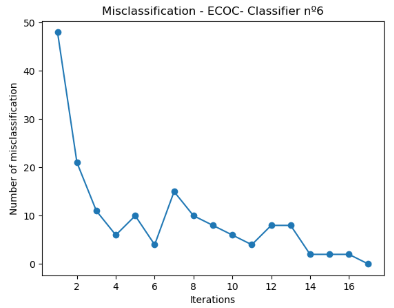 Misclassification - ECOC- Classifier nº6
Number of misclassification
50
40
30
20
10
0
2 4 6 8 10 12 14 16
Iterations